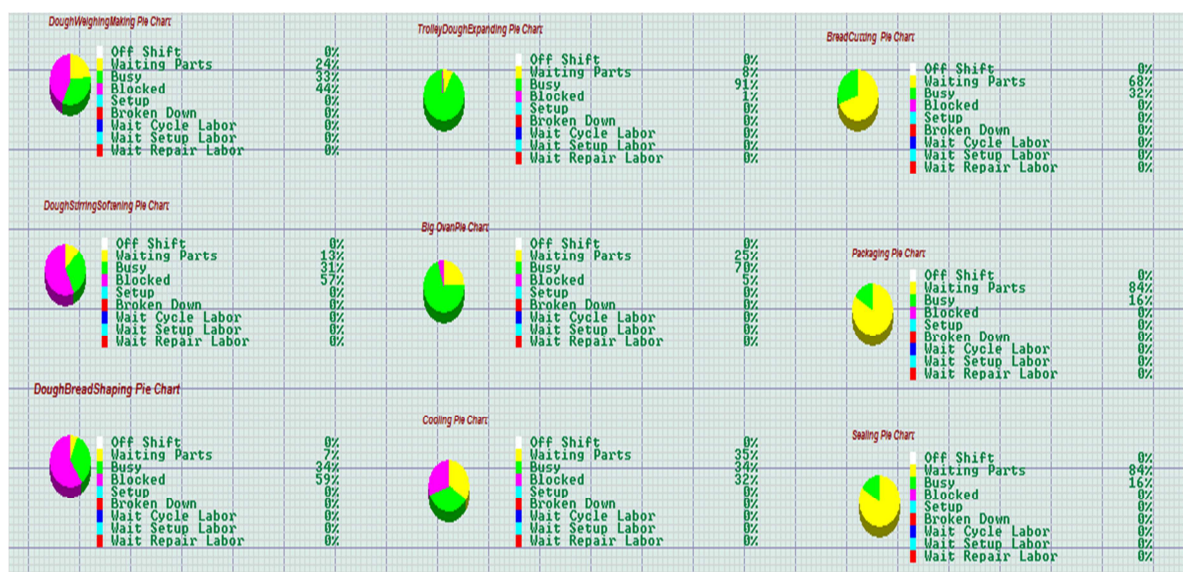 DoughWeighingMaking Pie Chart
Off Shift 0%
Waiting Parts 24%
Busy 33%
Blocked 44%
Setup 0%
Broken Down 0%
Wait Cycle Labor 0%
Wait Setup Labor 0%
Wait Repair Labor 0%
TrolleyDoughExpanding Pie Chart
Off Shift 0%
Waiting Parts 8%
Busy 91%
Blocked 1%
Setup 0%
Broken Down 0%
Wait Cycle Labor 0%
Wait Setup Labor 0%
Wait Repair Labor 0%
BreadCutting Pie Chart
Off Shift 0%
Waiting Parts 68%
Busy 32%
Blocked 0%
Setup 0%
Broken Down 0%
Wait Cycle Labor 0%
Wait Setup Labor 0%
Wait Repair Labor 0%
DoughStirringSoftening Pie Chart
Off Shift 0%
Waiting Parts 13%
Busy 31%
Blocked 57%
Setup 0%
Broken Down 0%
Wait Cycle Labor 0%
Wait Setup Labor 0%
Wait Repair Labor 0%
Big OvanPie Chart
Off Shift 0%
Waiting Parts 25%
Busy 70%
Blocked 5%
Setup 0%
Broken Down 0%
Wait Cycle Labor 0%
Wait Setup Labor 0%
Wait Repair Labor 0%
Packaging Pie Chart
Off Shift 0%
Waiting Parts 84%
Busy 16%
Blocked 0%
Setup 0%
Broken Down 0%
Wait Cycle Labor 0%
Wait Setup Labor 0%
Wait Repair Labor 0%
DoughBreadShaping Pie Chart
Off Shift 0%
Waiting Parts 7%
Busy 34%
Blocked 59%
Setup 0%
Broken Down 0%
Wait Cycle Labor 0%
Wait Setup Labor 0%
Wait Repair Labor 0%
Cooling Pie Chart
Off Shift 0%
Waiting Parts 35%
Busy 34%
Blocked 32%
Setup 0%
Broken Down 0%
Wait Cycle Labor 0%
Wait Setup Labor 0%
Wait Repair Labor 0%
Sealing Pie Chart
Off Shift 0%
Waiting Parts 84%
Busy 16%
Blocked 0%
Setup 0%
Broken Down 0%
Wait Cycle Labor 0%
Wait Setup Labor 0%
Wait Repair Labor 0%